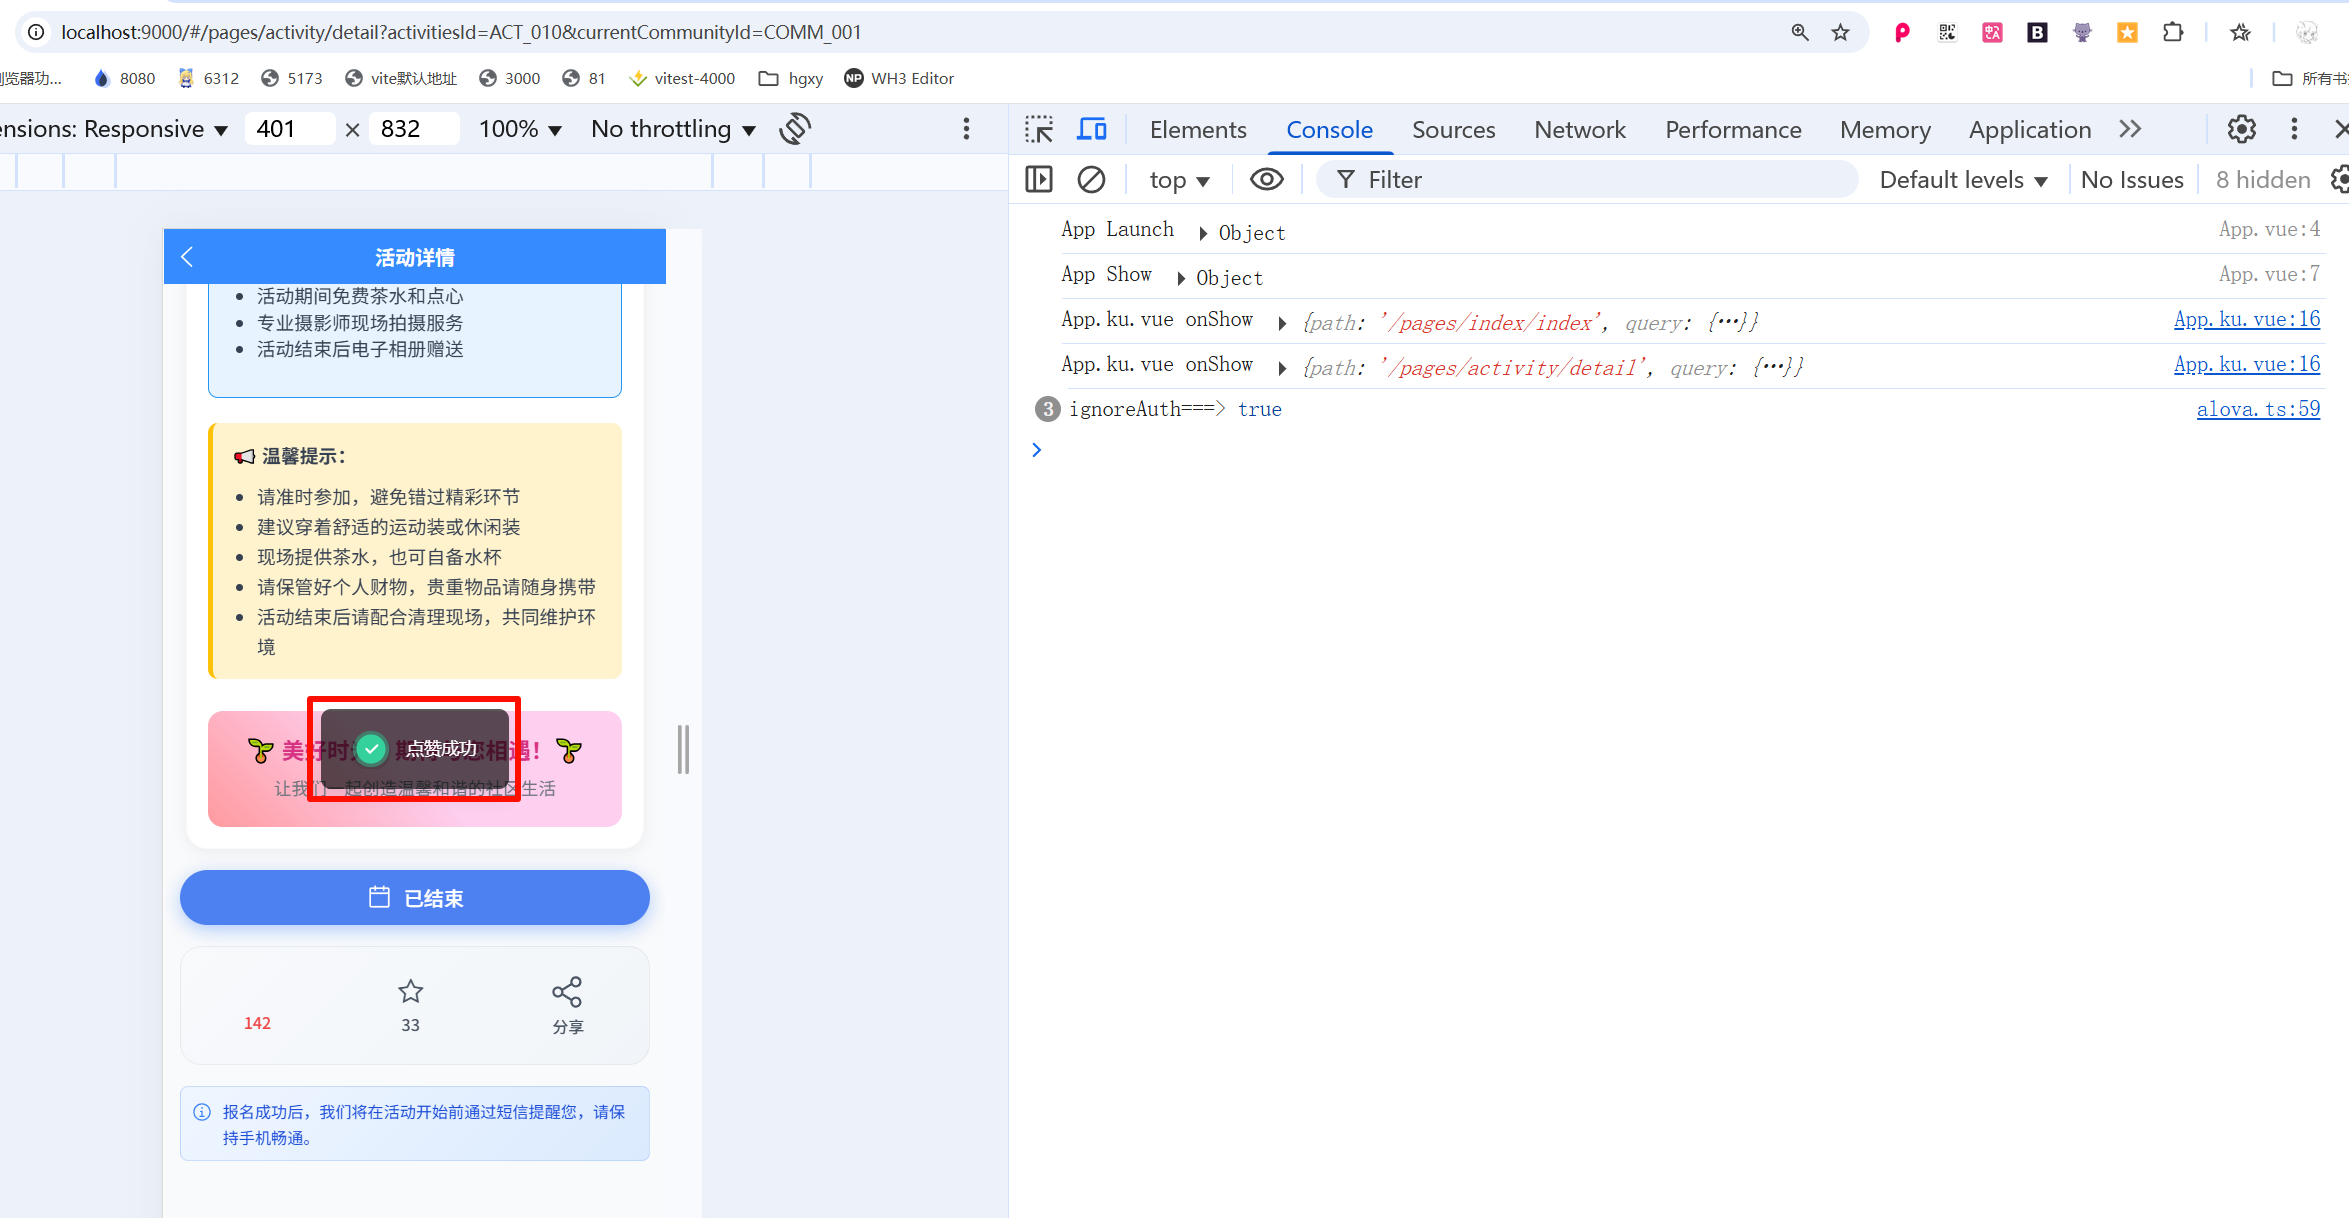 localhost:9000/#/pages/activity/detail?activitiesId=ACT_010&currentCommunityId=COMM_001
览器功...
8080
6312
5173
vite默认地址
3000
81
vitest-4000
hgxy
NP
WH3 Editor
所有书
ensions: Responsive
401
×
832
100%
No throttling
Elements
Console
Sources
Network
Performance
Memory
Application
top
Filter
Default levels
No Issues
8 hidden
活动详情
活动期间免费茶水和点心
专业摄影师现场拍摄服务
活动结束后电子相册赠送
温馨提示：
请准时参加，避免错过精彩环节
建议穿着舒适的运动装或休闲装
现场提供茶水，也可自备水杯
请保管好个人财物，贵重物品请随身携带
活动结束后请配合清理现场，共同维护环
境
美好时 期 您相遇！
点赞成功
让我们一起创造温馨和谐的社区生活
已结束
142
33
分享
报名成功后，我们将在活动开始前通过短信提醒您，请保
持手机畅通。
App Launch ▶ Object App.vue:4
App Show ▶ Object App.vue:7
App.ku.vue onShow ▶ {path: '/pages/index/index', query: {…}} App.ku.vue:16
App.ku.vue onShow ▶ {path: '/pages/activity/detail', query: {…}} App.ku.vue:16
3 ignoreAuth===> true alova.ts:59